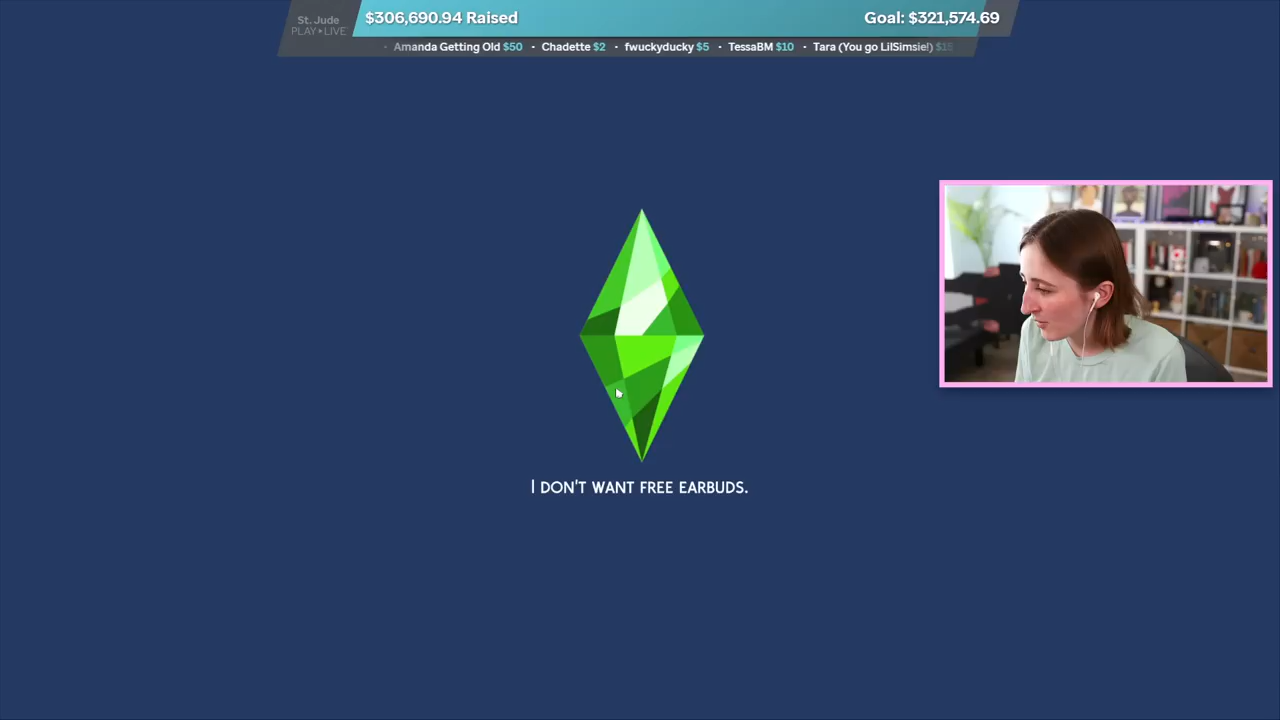 St. Jude
PLAY LIVE
$306,690.94 Raised
Goal: $321,574.69
Amanda Getting Old $50 • Chadette $2 • fwuckyducky $5 • TessaBM $10 • Tara (You go LilSimsie!) $15
I DON'T WANT FREE EARBUDS.